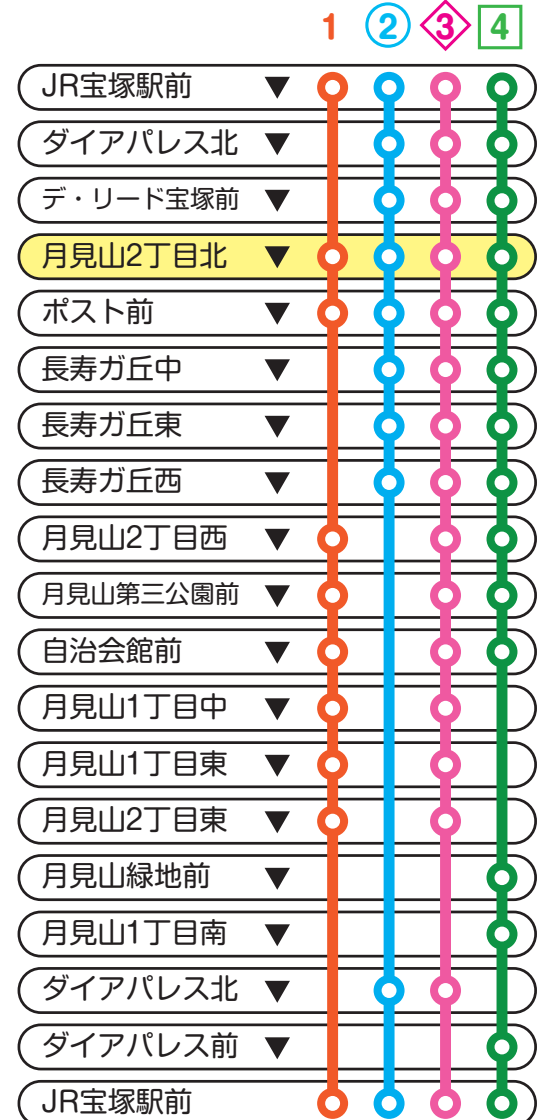 1 2 3 4
JR宝塚駅前 ▼
ダイアパレス北 ▼
デ・リード宝塚前 ▼
月見山2丁目北 ▼
ポスト前 ▼
長寿ガ丘中 ▼
長寿ガ丘東 ▼
長寿ガ丘西 ▼
月見山2丁目西 ▼
月見山第三公園前 ▼
自治会館前 ▼
月見山1丁目中 ▼
月見山1丁目東 ▼
月見山2丁目東 ▼
月見山緑地前 ▼
月見山1丁目南 ▼
ダイアパレス北 ▼
ダイアパレス前 ▼
JR宝塚駅前